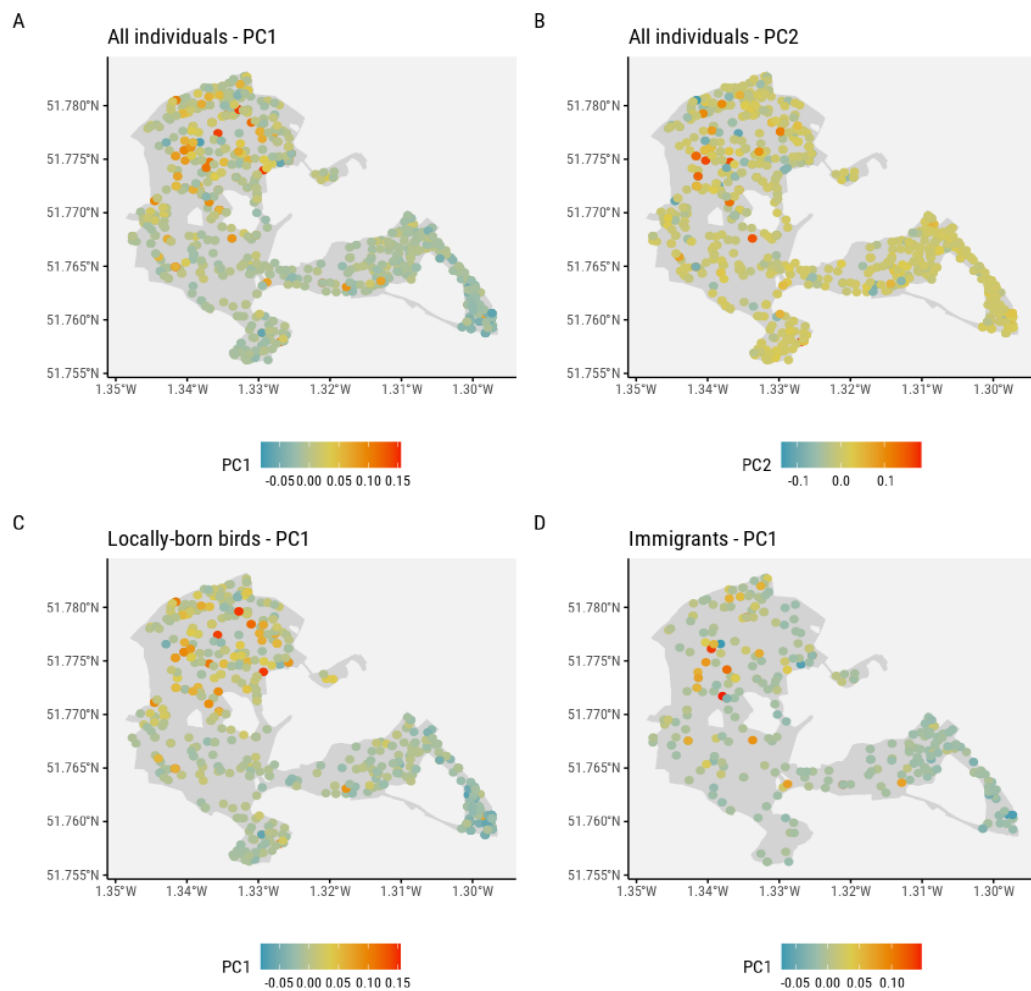 A
All individuals - PC1
51.780°N
51.775°N
51.770°N
51.765°N
51.760°N
51.755°N
1.35°W 1.34°W 1.33°W 1.32°W 1.31°W 1.30°W
PC1
-0.05 0.00 0.05 0.10 0.15
B
All individuals - PC2
51.780°N
51.775°N
51.770°N
51.765°N
51.760°N
51.755°N
1.35°W 1.34°W 1.33°W 1.32°W 1.31°W 1.30°W
PC2
-0.1 0.0 0.1
C
Locally-born birds - PC1
51.780°N
51.775°N
51.770°N
51.765°N
51.760°N
51.755°N
1.35°W 1.34°W 1.33°W 1.32°W 1.31°W 1.30°W
PC1
-0.05 0.00 0.05 0.10 0.15
D
Immigrants - PC1
51.780°N
51.775°N
51.770°N
51.765°N
51.760°N
51.755°N
1.35°W 1.34°W 1.33°W 1.32°W 1.31°W 1.30°W
PC1
-0.05 0.00 0.05 0.10